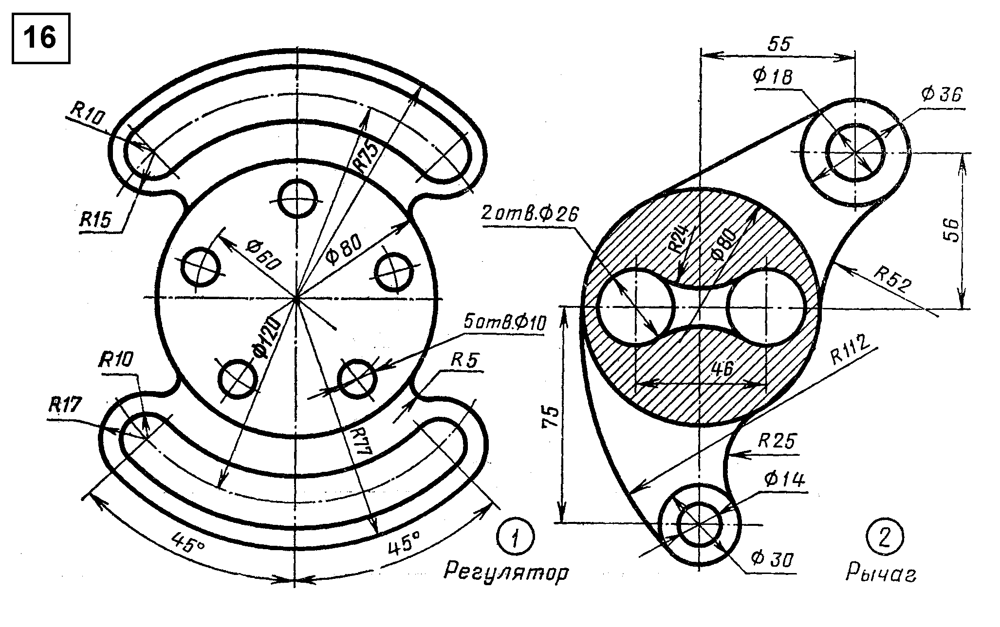 16
R10
R15
R75
Ф60
Ф80
Ф120
5отв.Ф10
R5
R10
R17
R77
45°
45°
1
Регулятор
55
Ф18
Ф36
2отв.Ф26
R24
Ф80
56
R52
46
R112
75
R25
Ф14
Ф30
2
Рычаг